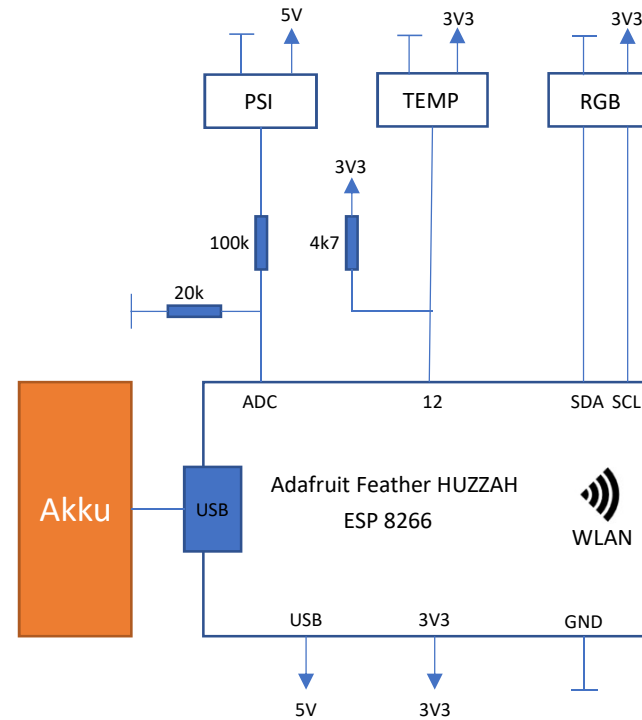 5V
3V3
3V3
PSI
TEMP
RGB
3V3
100k
4k7
20k
ADC
12
SDA SCL
Akku
USB
Adafruit Feather HUZZAH
ESP 8266
WLAN
USB
3V3
GND
5V
3V3